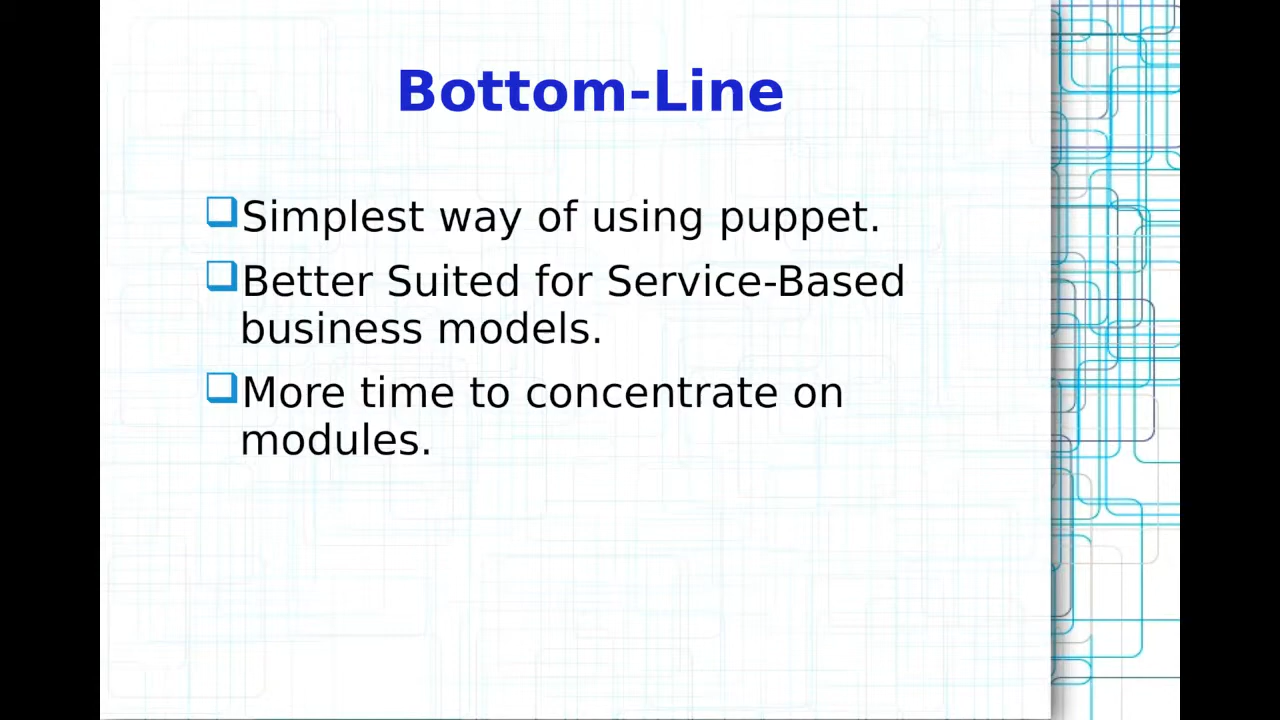 Bottom-Line
Simplest way of using puppet.
Better Suited for Service-Based
business models.
More time to concentrate on
modules.